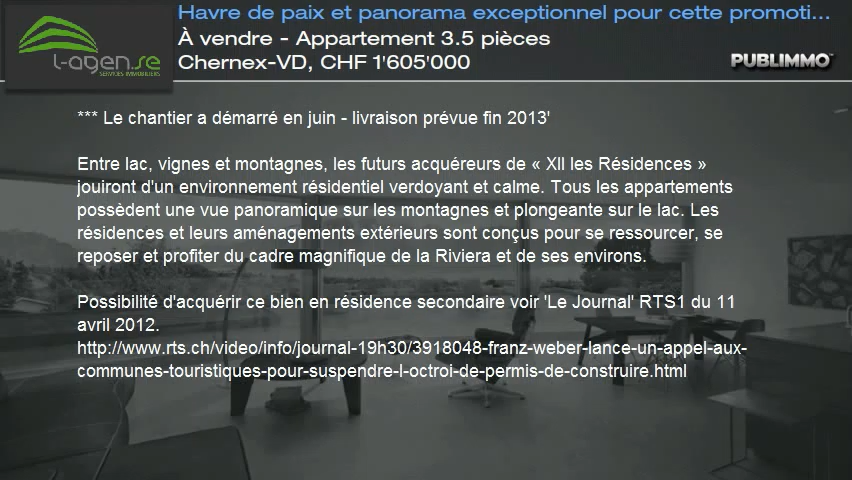 Havre de paix et panorama exceptionnel pour cette promoti...
À vendre - Appartement 3.5 pièces
Chernex-VD, CHF 1'605'000
l-agen.se
SERVICES IMMOBILIERS
PUBLIMMO
*** Le chantier a démarré en juin - livraison prévue fin 2013'
Entre lac, vignes et montagnes, les futurs acquéreurs de « XII les Résidences »
jouiront d'un environnement résidentiel verdoyant et calme. Tous les appartements
possèdent une vue panoramique sur les montagnes et plongeante sur le lac. Les
résidences et leurs aménagements extérieurs sont conçus pour se ressourcer, se
reposer et profiter du cadre magnifique de la Riviera et de ses environs.
Possibilité d'acquérir ce bien en résidence secondaire voir 'Le Journal' RTS1 du 11
avril 2012.
http://www.rts.ch/video/info/journal-19h30/3918048-franz-weber-lance-un-appel-aux-
communes-touristiques-pour-suspendre-l-octroi-de-permis-de-construire.html